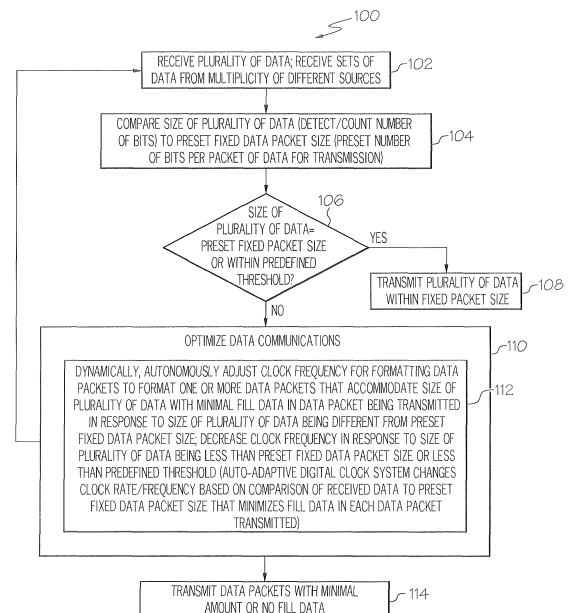 100
RECEIVE PLURALITY OF DATA; RECEIVE SETS OF
DATA FROM MULTIPLICITY OF DIFFERENT SOURCES
102
COMPARE SIZE OF PLURALITY OF DATA (DETECT/COUNT NUMBER
OF BITS) TO PRESET FIXED DATA PACKET SIZE (PRESET NUMBER
OF BITS PER PACKET OF DATA FOR TRANSMISSION)
104
106
SIZE OF
PLURALITY OF DATA=
PRESET FIXED PACKET SIZE
OR WITHIN PREDEFINED
THRESHOLD?
YES
TRANSMIT PLURALITY OF DATA
WITHIN FIXED PACKET SIZE
108
NO
OPTIMIZE DATA COMMUNICATIONS
110
DYNAMICALLY, AUTONOMOUSLY ADJUST CLOCK FREQUENCY FOR FORMATTING DATA
PACKETS TO FORMAT ONE OR MORE DATA PACKETS THAT ACCOMMODATE SIZE OF
PLURALITY OF DATA WITH MINIMAL FILL DATA IN DATA PACKET BEING TRANSMITTED
IN RESPONSE TO SIZE OF PLURALITY OF DATA BEING DIFFERENT FROM PRESET
FIXED DATA PACKET SIZE; DECREASE CLOCK FREQUENCY IN RESPONSE TO SIZE OF
PLURALITY OF DATA BEING LESS THAN PRESET FIXED DATA PACKET SIZE OR LESS
THAN PREDEFINED THRESHOLD (AUTO-ADAPTIVE DIGITAL CLOCK SYSTEM CHANGES
CLOCK RATE/FREQUENCY BASED ON COMPARISON OF RECEIVED DATA TO PRESET
FIXED DATA PACKET SIZE THAT MINIMIZES FILL DATA IN EACH DATA PACKET
TRANSMITTED)
112
TRANSMIT DATA PACKETS WITH MINIMAL
AMOUNT OR NO FILL DATA
114